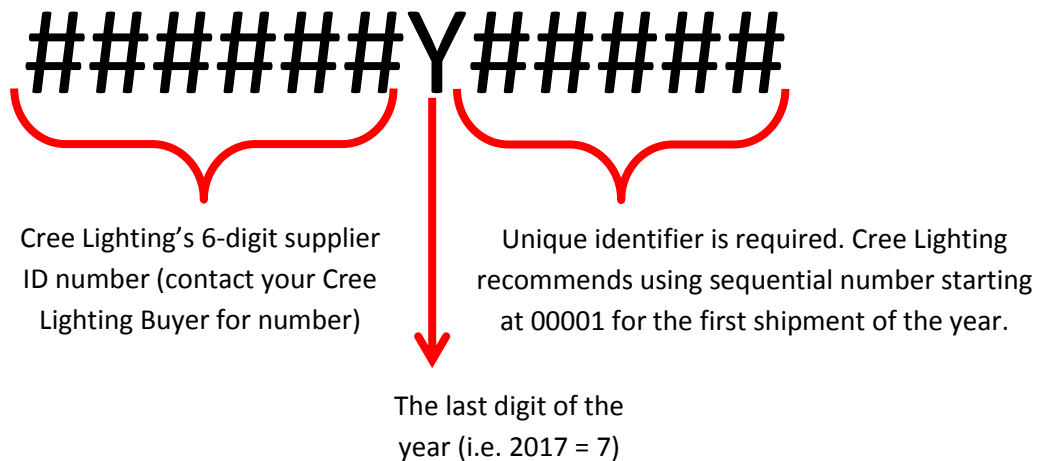 ######Y#####
Cree Lighting’s 6-digit supplier
ID number (contact your Cree
Lighting Buyer for number)
Unique identifier is required. Cree Lighting
recommends using sequential number starting
at 00001 for the first shipment of the year.
The last digit of the
year (i.e. 2017 = 7)